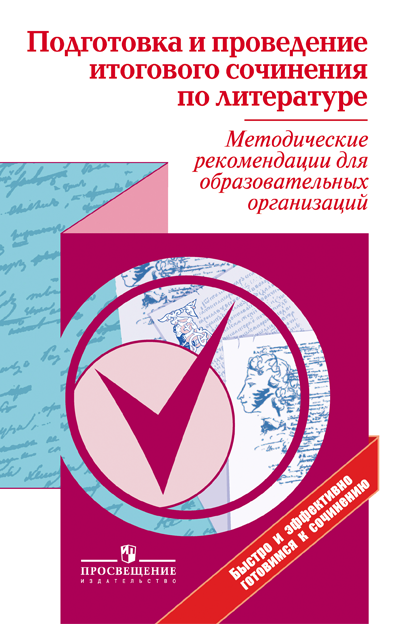 Подготовка и проведение
итогового сочинения
по литературе
Методические
рекомендации для
образовательных
организаций
Быстро и эффективно
готовимся к сочинению
ПРОСВЕЩЕНИЕ
ИЗДАТЕЛЬСТВО